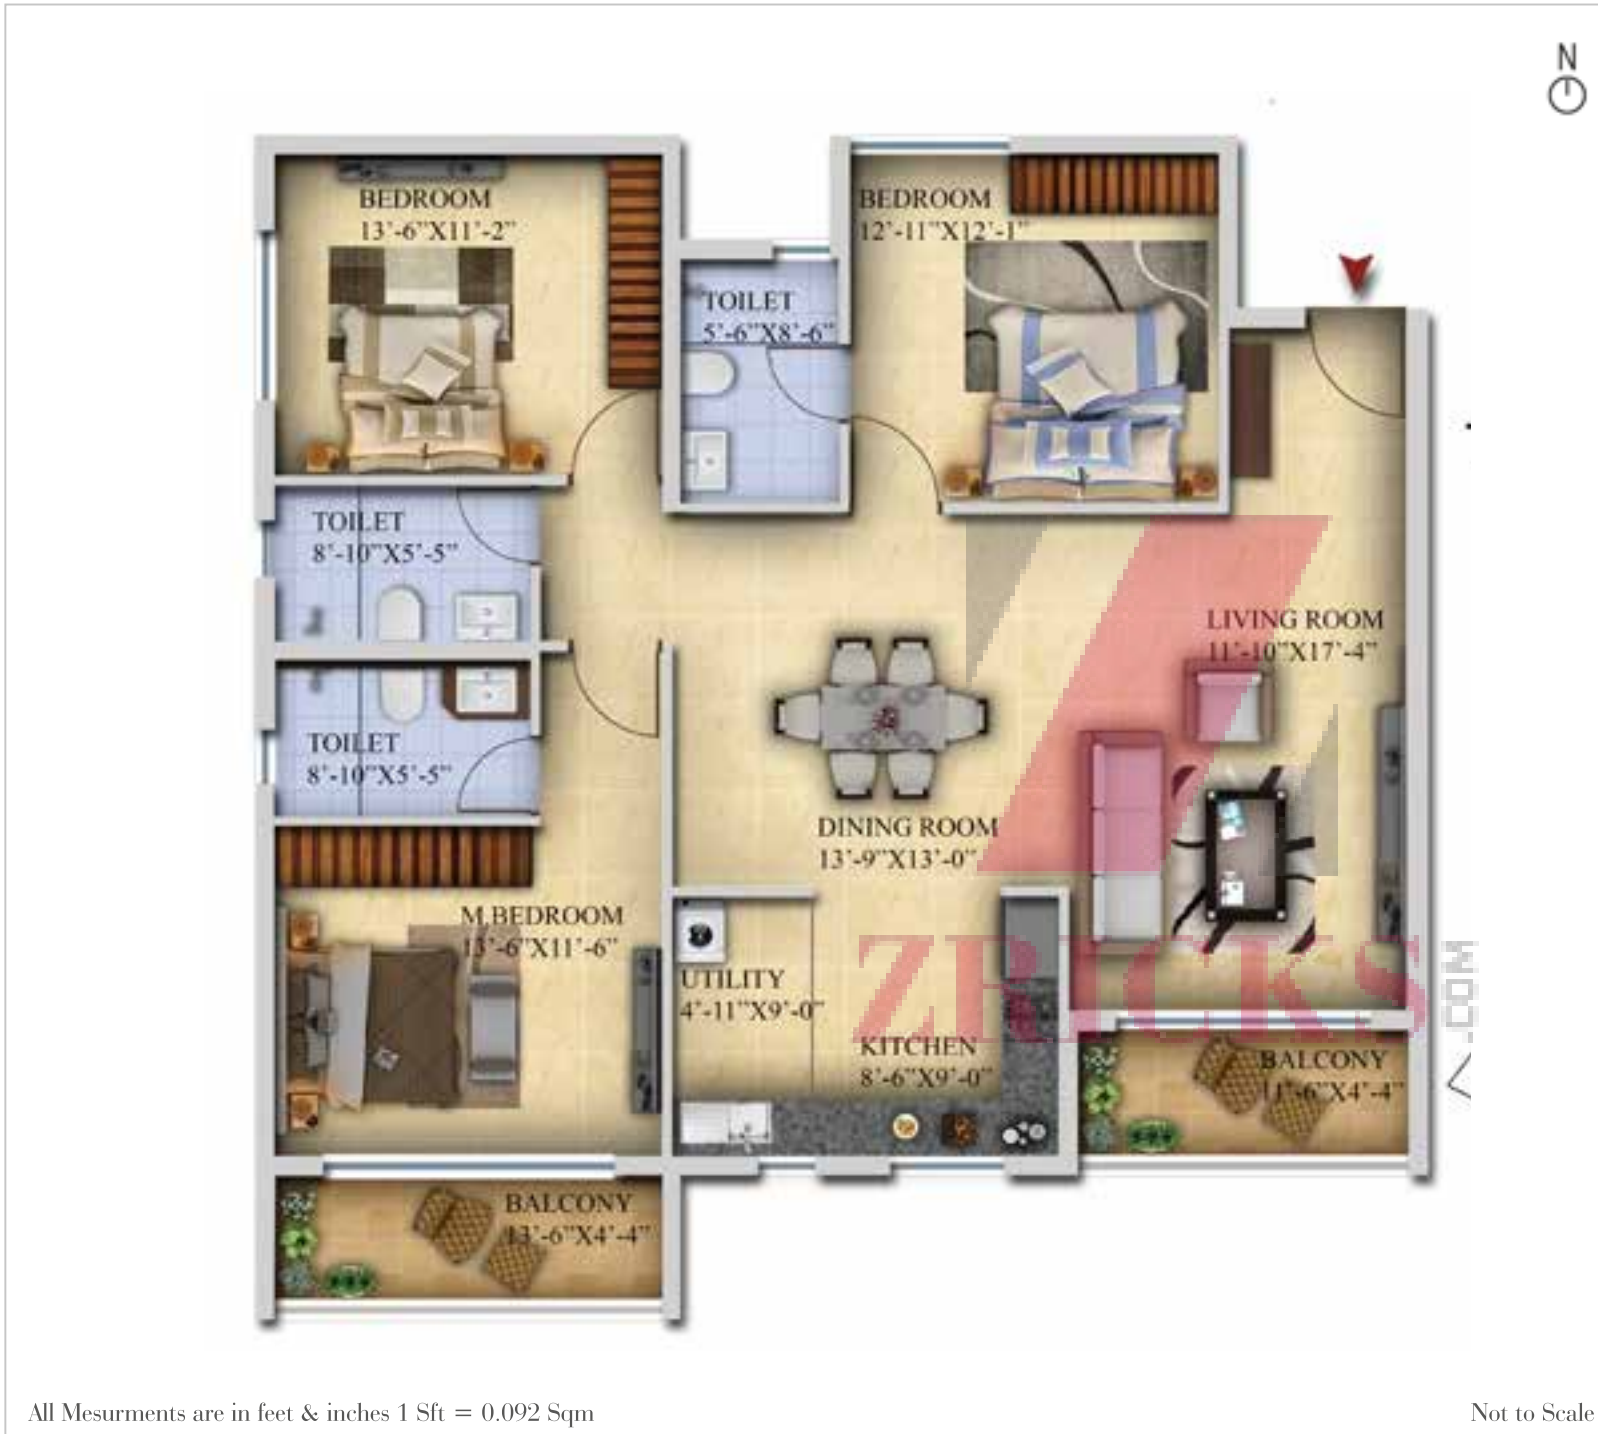 N
BEDROOM
13'-6"X11'-2"
BEDROOM
12'-11"X12'-1"
TOILET
5'-6"X8'-6"
TOILET
8'-10"X5'-5"
LIVING ROOM
11'-10"X17'-4"
TOILET
8'-10"X5'-5"
DINING ROOM
13'-9"X13'-0"
M.BEDROOM
13'-6"X11'-6"
UTILITY
4'-11"X9'-0"
ZRICKS
.COM
KITCHEN
8'-6"X9'-0"
BALCONY
11'-6"X4'-4"
BALCONY
13'-6"X4'-4"
All Mesurments are in feet & inches 1 Sft = 0.092 Sqm
Not to Scale